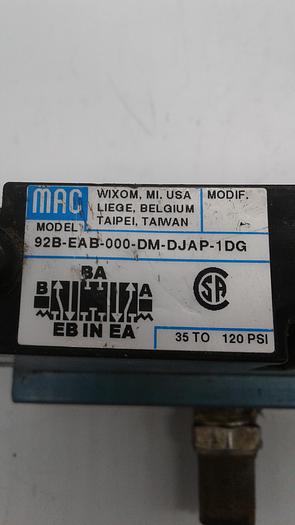 MAC
WIXOM, MI. USA
LIEGE, BELGIUM
TAIPEI, TAIWAN
MODIF.
MODEL
92B-EAB-000-DM-DJAP-1DG
BA
B A
EB IN EA
CSA
35 TO 120 PSI